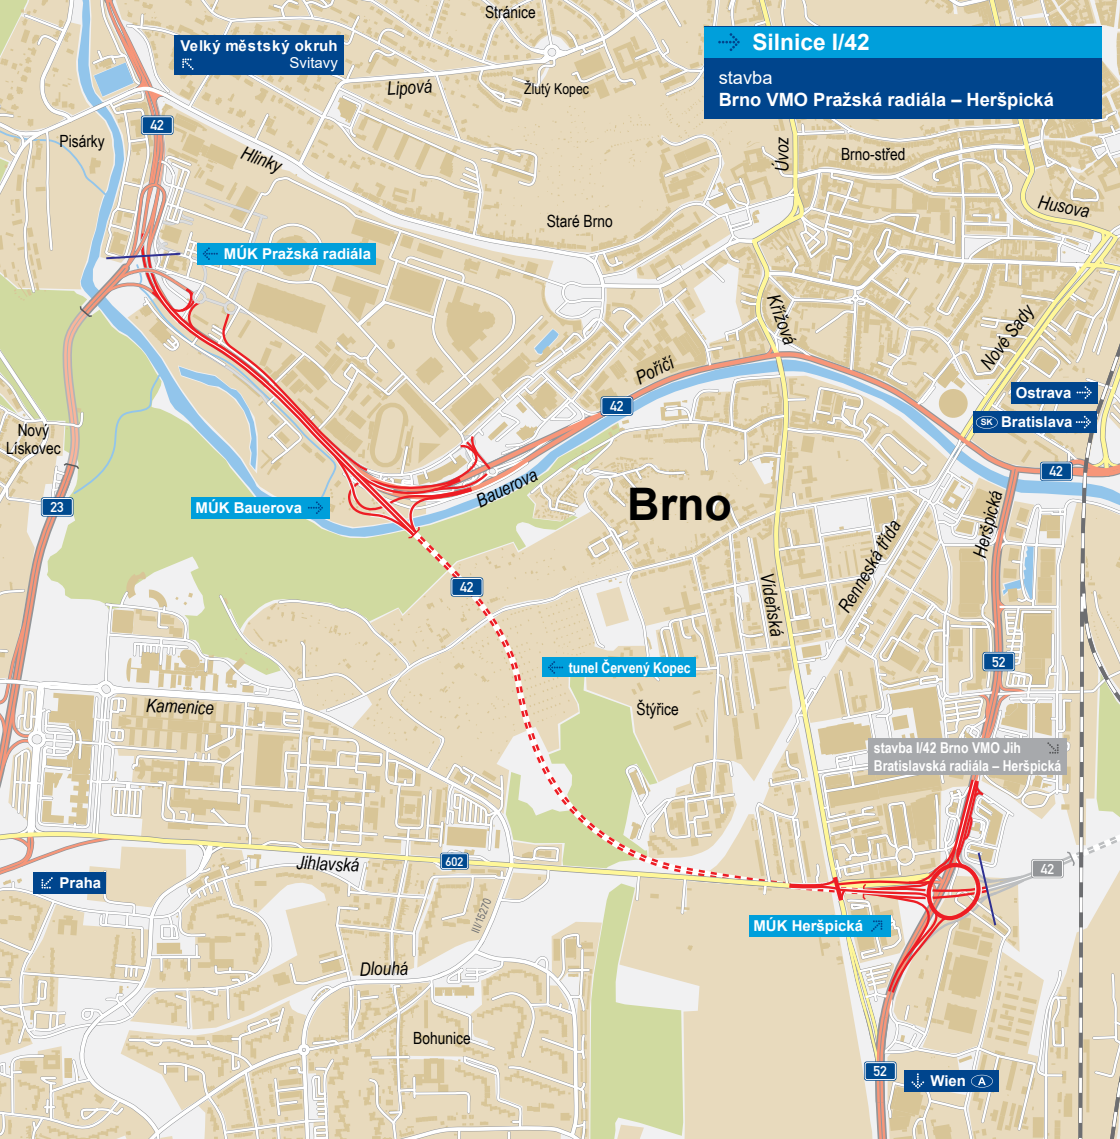 Stránice
Silnice I/42
stavba
Brno VMO Pražská radiála – Heršpická
Velký městský okruh
Svitavy
Lipová
Žlutý Kopec
42
Pisárky
Hlinky
Úvoz
Brno-střed
Husova
Staré Brno
MÚK Pražská radiála
Křížová
Nové Sady
Poříčí
Ostrava
SK Bratislava
42
Nový
Lískovec
42
23
MÚK Bauerova
Bauerova
Brno
Heršpická
Renneská třída
Vídeňská
42
tunel Červený Kopec
52
Kamenice
Štýřice
stavba I/42 Brno VMO Jih
Bratislavská radiála – Heršpická
Jihlavská
602
42
Praha
III/15270
MÚK Heršpická
Dlouhá
Bohunice
52
Wien A